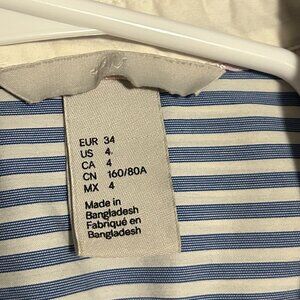 EUR 34
US 4
CA 4
CN 160/80A
MX 4
Made in
Bangladesh
Fabriqué en
Bangladesh